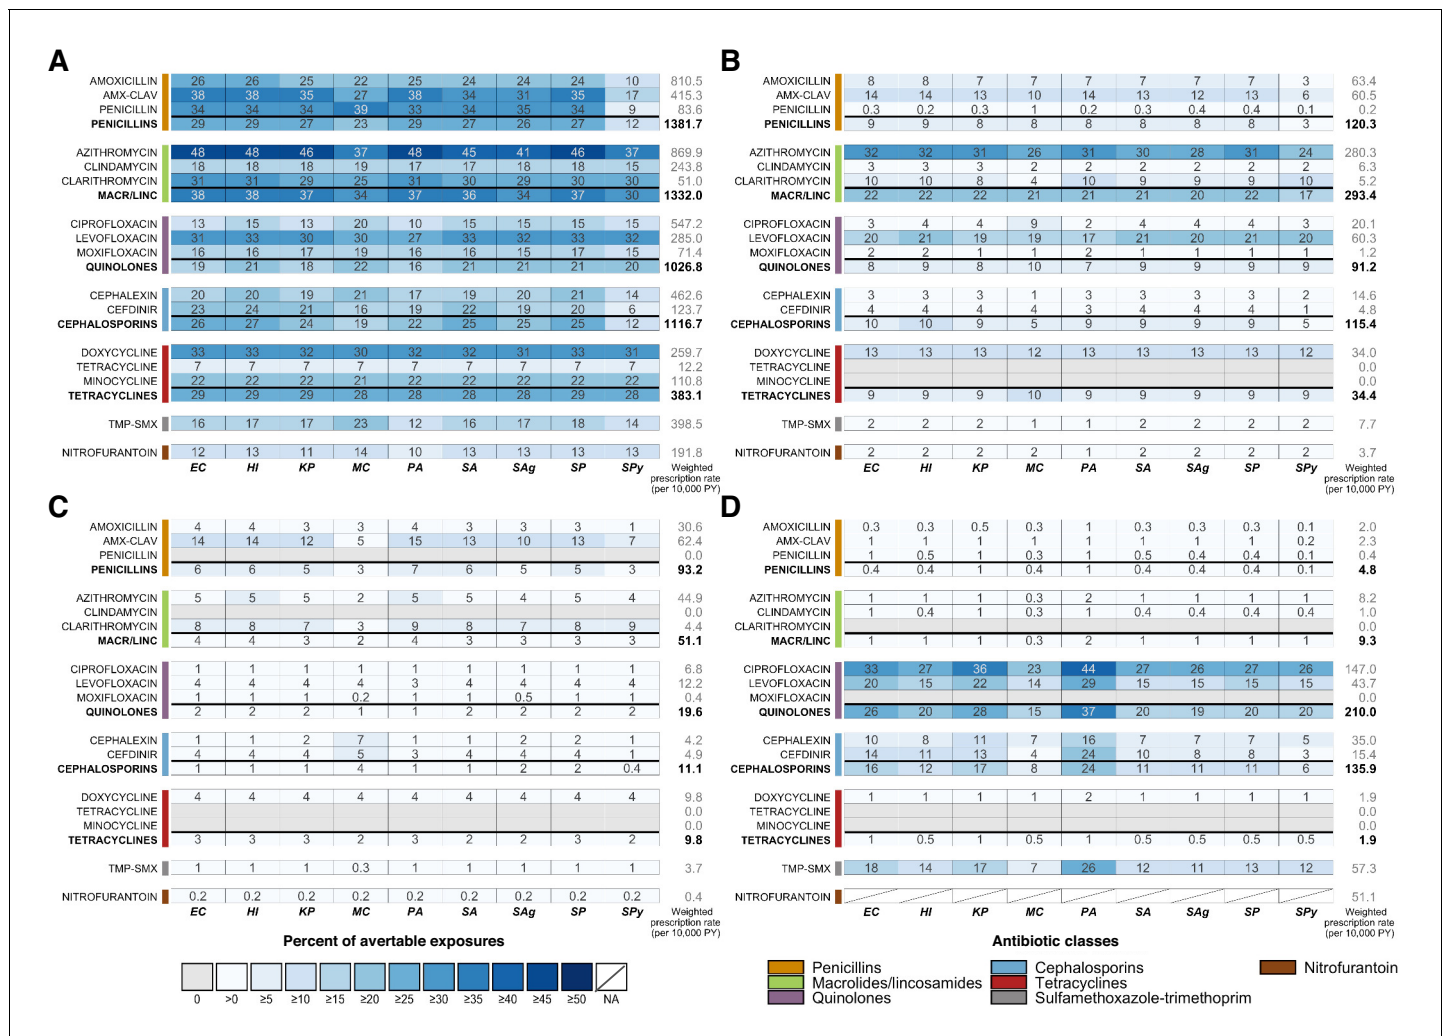 A
AMOXICILLIN 26 26 25 22 25 24 24 24 10 810.5
AMX-CLAV 38 38 35 27 38 34 31 35 17 415.3
PENICILLIN 34 34 34 39 33 34 35 34 9 83.6
PENICILLINS 29 29 27 23 29 27 26 27 12 1381.7
AZITHROMYCIN 48 48 46 37 48 45 41 46 37 869.9
CLINDAMYCIN 18 18 18 19 17 17 18 18 15 243.8
CLARITHROMYCIN 31 31 29 25 31 30 29 30 30 51.0
MACR/LINC 38 38 37 34 37 36 34 37 30 1332.0
CIPROFLOXACIN 13 15 13 20 10 15 15 15 15 547.2
LEVOFLOXACIN 31 33 30 30 27 33 32 33 32 285.0
MOXIFLOXACIN 16 16 17 19 16 16 15 17 15 71.4
QUINOLONES 19 21 18 22 16 21 21 21 20 1026.8
CEPHALEXIN 20 20 19 21 17 19 20 21 14 462.6
CEFDINIR 23 24 21 16 19 22 19 20 6 123.7
CEPHALOSPORINS 26 27 24 19 22 25 25 25 12 1116.7
DOXYCYCLINE 33 33 32 30 32 32 31 33 31 259.7
TETRACYCLINE 7 7 7 7 7 7 7 7 7 12.2
MINOCYCLINE 22 22 22 21 22 22 22 22 22 110.8
TETRACYCLINES 29 29 29 28 28 28 28 29 28 383.1
TMP-SMX 16 17 17 23 12 16 17 18 14 398.5
NITROFURANTOIN 12 13 11 14 10 13 13 13 13 191.8
EC HI KP MC PA SA SAg SP SPy Weighted
prescription rate
(per 10,000 PY)
B
AMOXICILLIN 8 8 7 7 7 7 7 7 3 63.4
AMX-CLAV 14 14 13 10 14 13 12 13 6 60.5
PENICILLIN 0.3 0.2 0.3 1 0.2 0.3 0.4 0.4 0.1 0.2
PENICILLINS 9 9 8 8 8 8 8 8 3 120.3
AZITHROMYCIN 32 32 31 26 31 30 28 31 24 280.3
CLINDAMYCIN 3 3 3 2 2 2 2 2 2 6.3
CLARITHROMYCIN 10 10 8 4 10 9 9 9 10 5.2
MACR/LINC 22 22 22 21 21 21 20 22 17 293.4
CIPROFLOXACIN 3 4 4 9 2 4 4 4 4 20.1
LEVOFLOXACIN 20 21 19 19 17 21 20 21 20 60.3
MOXIFLOXACIN 2 2 1 1 2 1 1 1 1 1.2
QUINOLONES 8 9 8 10 7 9 9 9 9 91.2
CEPHALEXIN 3 3 3 1 3 3 3 3 2 14.6
CEFDINIR 4 4 4 4 3 4 4 4 1 4.8
CEPHALOSPORINS 10 10 9 5 9 9 9 9 5 115.4
DOXYCYCLINE 13 13 13 12 13 13 13 13 12 34.0
TETRACYCLINE 0.0
MINOCYCLINE 0.0
TETRACYCLINES 9 9 9 10 9 9 9 9 9 34.4
TMP-SMX 2 2 2 1 1 2 2 2 2 7.7
NITROFURANTOIN 2 2 2 2 1 2 2 2 2 3.7
EC HI KP MC PA SA SAg SP SPy Weighted
prescription rate
(per 10,000 PY)
C
AMOXICILLIN 4 4 3 3 4 3 3 3 1 30.6
AMX-CLAV 14 14 12 5 15 13 10 13 7 62.4
PENICILLIN 0.0
PENICILLINS 6 6 5 3 7 6 5 5 3 93.2
AZITHROMYCIN 5 5 5 2 5 5 4 5 4 44.9
CLINDAMYCIN 0.0
CLARITHROMYCIN 8 8 7 3 9 8 7 8 9 4.4
MACR/LINC 4 4 3 2 4 3 3 3 3 51.1
CIPROFLOXACIN 1 1 1 1 1 1 1 1 1 6.8
LEVOFLOXACIN 4 4 4 4 3 4 4 4 4 12.2
MOXIFLOXACIN 1 1 1 0.2 1 1 0.5 1 1 0.4
QUINOLONES 2 2 2 1 1 2 2 2 2 19.6
CEPHALEXIN 1 1 2 7 1 1 2 2 1 4.2
CEFDINIR 4 4 4 5 3 4 4 4 1 4.9
CEPHALOSPORINS 1 1 1 4 1 1 2 2 0.4 11.1
DOXYCYCLINE 4 4 4 4 4 4 4 4 4 9.8
TETRACYCLINE 0.0
MINOCYCLINE 0.0
TETRACYCLINES 3 3 3 2 3 3 2 3 2 9.8
TMP-SMX 1 1 1 0.3 1 1 1 1 1 3.7
NITROFURANTOIN 0.2 0.2 0.2 0.2 0.2 0.2 0.2 0.2 0.2 0.4
EC HI KP MC PA SA SAg SP SPy Weighted
prescription rate
(per 10,000 PY)
D
AMOXICILLIN 0.3 0.3 0.5 0.3 1 0.3 0.3 0.3 0.1 2.0
AMX-CLAV 1 1 1 1 1 1 1 1 0.2 2.3
PENICILLIN 1 0.5 1 0.3 1 0.5 0.4 0.4 0.1 0.4
PENICILLINS 0.4 0.4 1 0.4 1 0.4 0.4 0.4 0.1 4.8
AZITHROMYCIN 1 1 1 0.3 2 1 1 1 1 8.2
CLINDAMYCIN 1 0.4 1 0.3 1 0.4 0.4 0.4 0.4 1.0
CLARITHROMYCIN 0.0
MACR/LINC 1 1 1 0.3 2 1 1 1 1 9.3
CIPROFLOXACIN 33 27 36 23 44 27 26 27 26 147.0
LEVOFLOXACIN 20 15 22 14 29 15 15 15 15 43.7
MOXIFLOXACIN 0.0
QUINOLONES 26 20 28 15 37 20 19 20 20 210.0
CEPHALEXIN 10 8 11 7 16 7 7 7 5 35.0
CEFDINIR 14 11 13 4 24 10 8 8 3 15.4
CEPHALOSPORINS 16 12 17 8 24 11 11 11 6 135.9
DOXYCYCLINE 1 1 1 1 2 1 1 1 1 1.9
TETRACYCLINE 0.0
MINOCYCLINE 0.0
TETRACYCLINES 1 0.5 1 0.5 1 0.5 0.5 0.5 0.5 1.9
TMP-SMX 18 14 17 7 26 12 11 13 12 57.3
NITROFURANTOIN 51.1
EC HI KP MC PA SA SAg SP SPy Weighted
prescription rate
(per 10,000 PY)
Percent of avertable exposures
0 >0 ≥5 ≥10 ≥15 ≥20 ≥25 ≥30 ≥35 ≥40 ≥45 ≥50 NA
Antibiotic classes
Penicillins Cephalosporins Nitrofurantoin
Macrolides/lincosamides Tetracyclines
Quinolones Sulfamethoxazole-trimethoprim